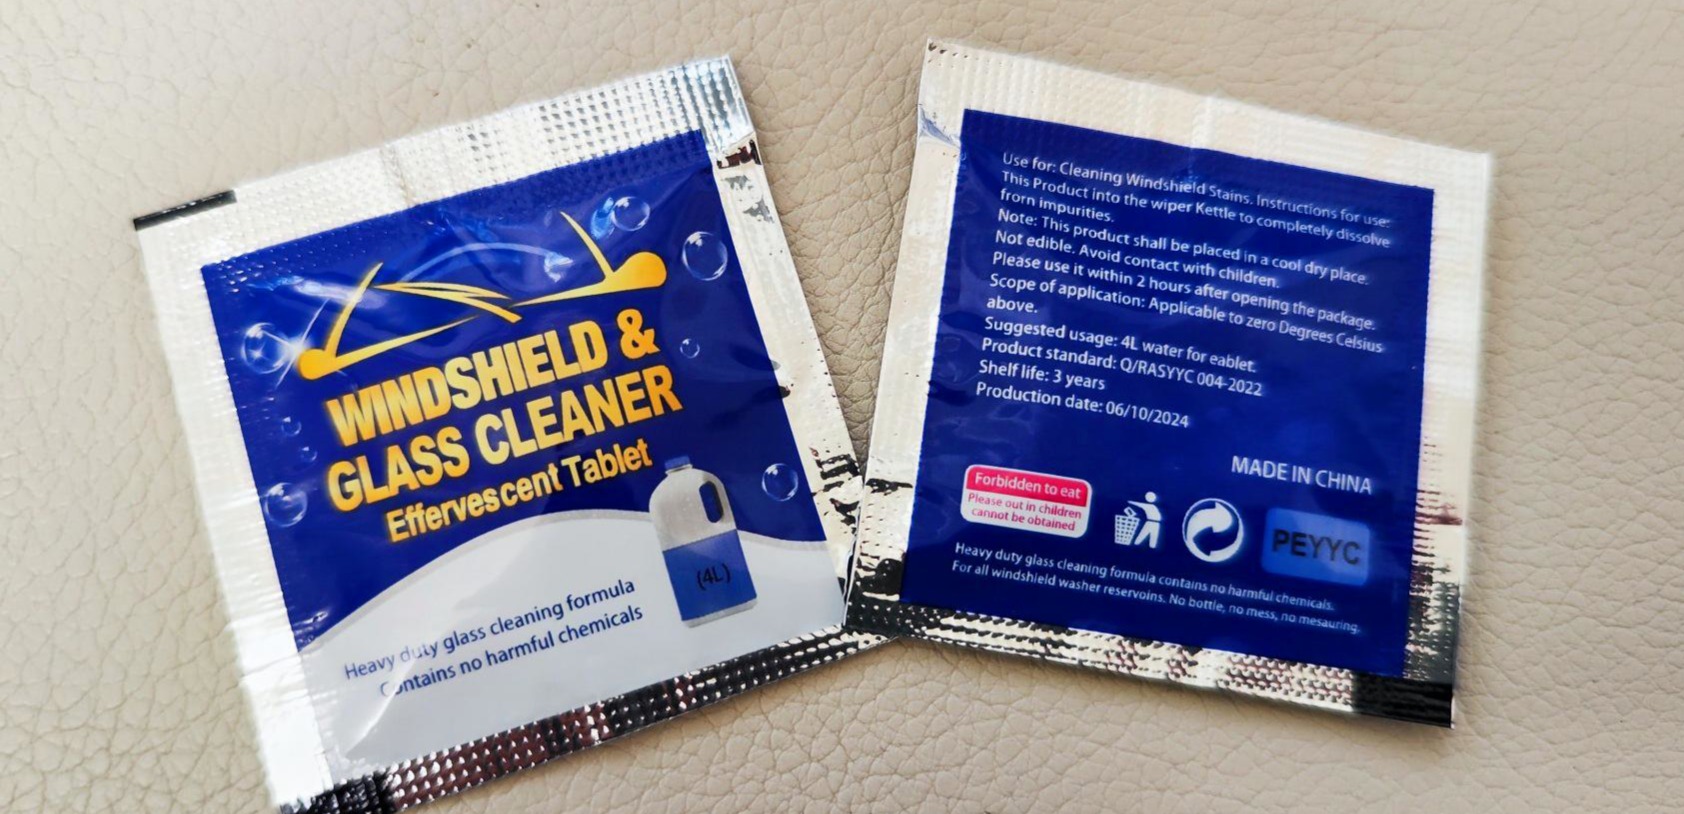 WINDSHIELD &
GLASS CLEANER
Effervescent Tablet
(4L)
Heavy duty glass cleaning formula
Contains no harmful chemicals
Use for: Cleaning Windshield Stains. Instructions for use:
This Product into the wiper Kettle to completely dissolve
frorn impurities.
Note: This product shall be placed in a cool dry place.
Not edible. Avoid contact with children.
Please use it within 2 hours after opening the package.
Scope of application: Applicable to zero Degrees Celsius
above.
Suggested usage: 4L water for eablet.
Product standard: Q/RASYYC 004-2022
Shelf life: 3 years
Production date: 06/10/2024
MADE IN CHINA
Forbidden to eat
Please out in children
cannot be obtained
PEYYC
Heavy duty glass cleaning formula contains no harmful chemicals.
For all windshield washer reservoins. No bottle, no mess, no mesauring.